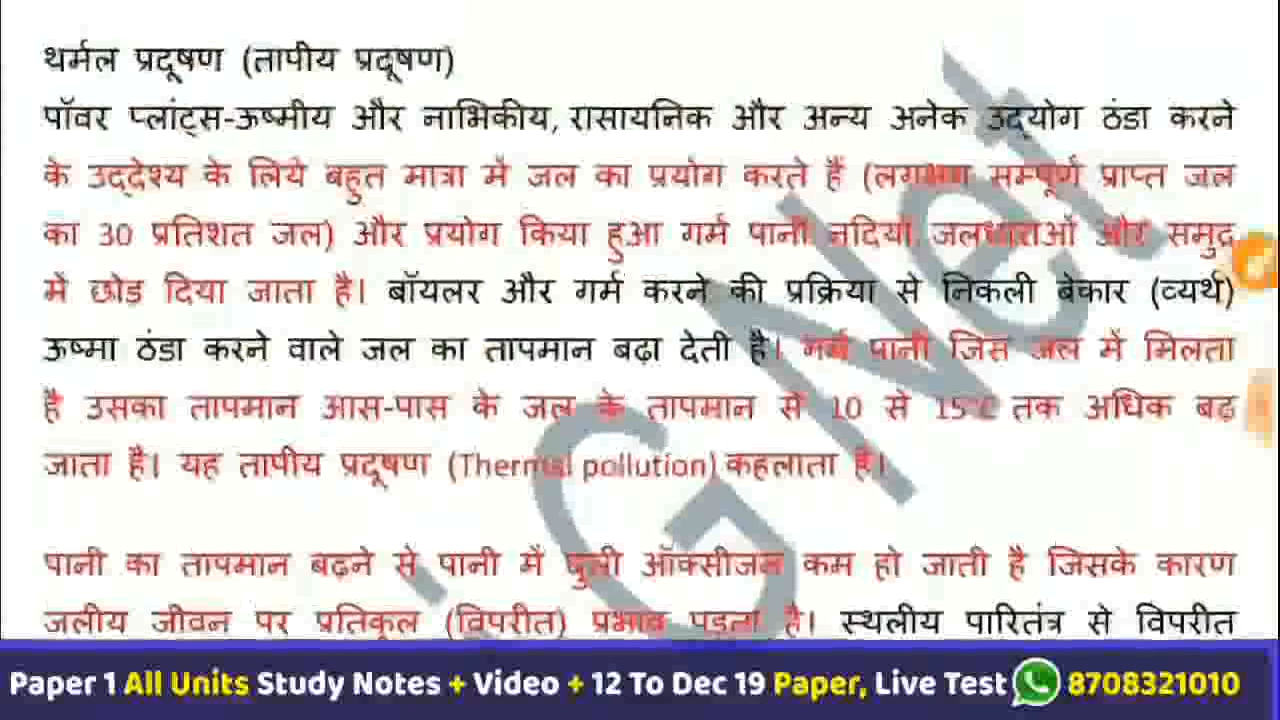 थर्मल प्रदूषण (तापीय प्रदूषण)
पॉवर प्लांट्स-ऊष्मीय और नाभिकीय, रासायनिक और अन्य अनेक उद्योग ठंडा करने
के उद्देश्य के लिये बहुत मात्रा में जल का प्रयोग करते हैं (लगभग सम्पूर्ण प्राप्त जल
का 30 प्रतिशत जल) और प्रयोग किया हुआ गर्म पानी नदियों, जलधाराओं और समुद्र
में छोड़ दिया जाता है। बॉयलर और गर्म करने की प्रक्रिया से निकली बेकार (व्यर्थ)
ऊष्मा ठंडा करने वाले जल का तापमान बढ़ा देती है। गर्म पानी जिस जल में मिलता
है उसका तापमान आस-पास के जल के तापमान से 10 से 15°C तक अधिक बढ़
जाता है। यह तापीय प्रदूषण (Thermal pollution) कहलाता है।
पानी का तापमान बढ़ने से पानी में घुली ऑक्सीजन कम हो जाती है जिसके कारण
जलीय जीवन पर प्रतिकूल (विपरीत) प्रभाव पड़ता है। स्थलीय पारितंत्र से विपरीत
Paper 1 All Units Study Notes + Video + 12 To Dec 19 Paper, Live Test 8708321010